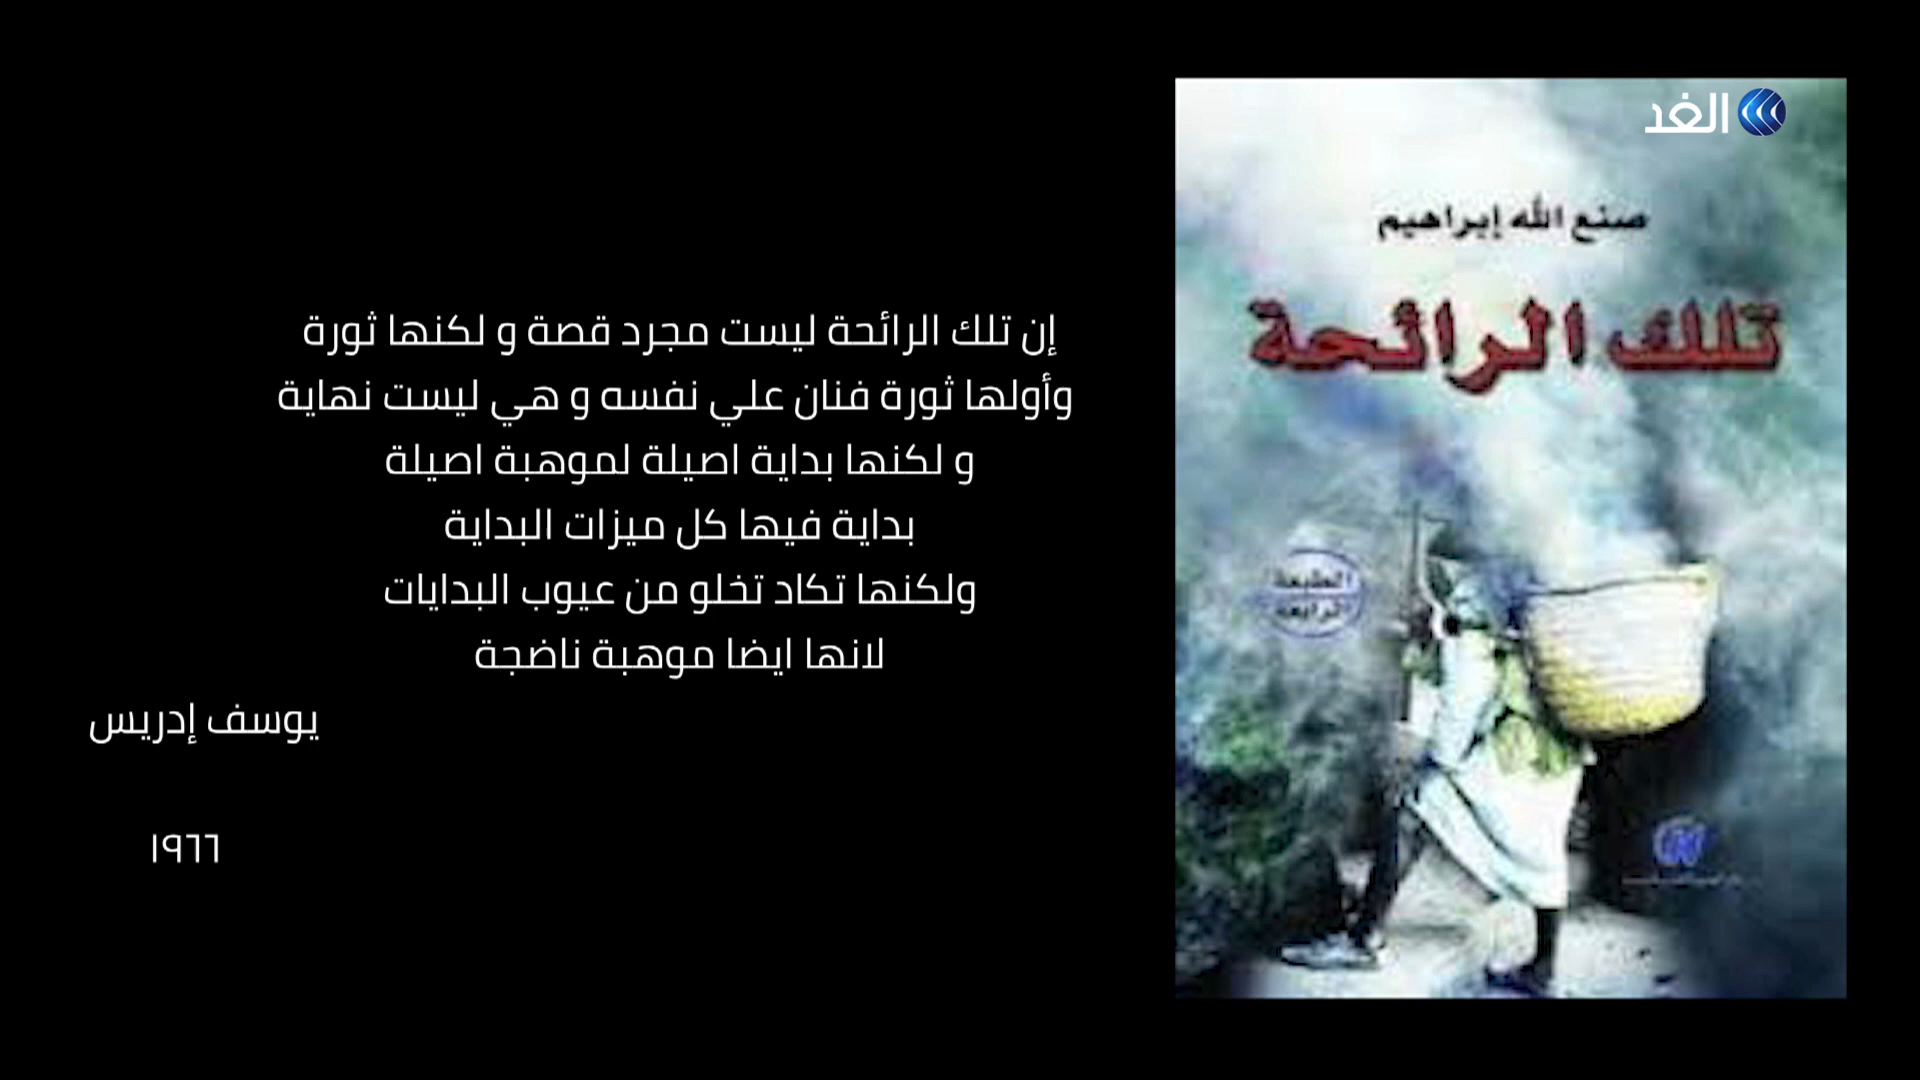 الغد
صنع الله إبراهيم
تلك الرائحة
الطبعة
الرابعة
إن تلك الرائحة ليست مجرد قصة و لكنها ثورة
وأولها ثورة فنان علي نفسه و هي ليست نهاية
و لكنها بداية اصيلة لموهبة اصيلة
بداية فيها كل ميزات البداية
ولكنها تكاد تخلو من عيوب البدايات
لانها ايضا موهبة ناضجة
يوسف إدريس
١٩٦٦